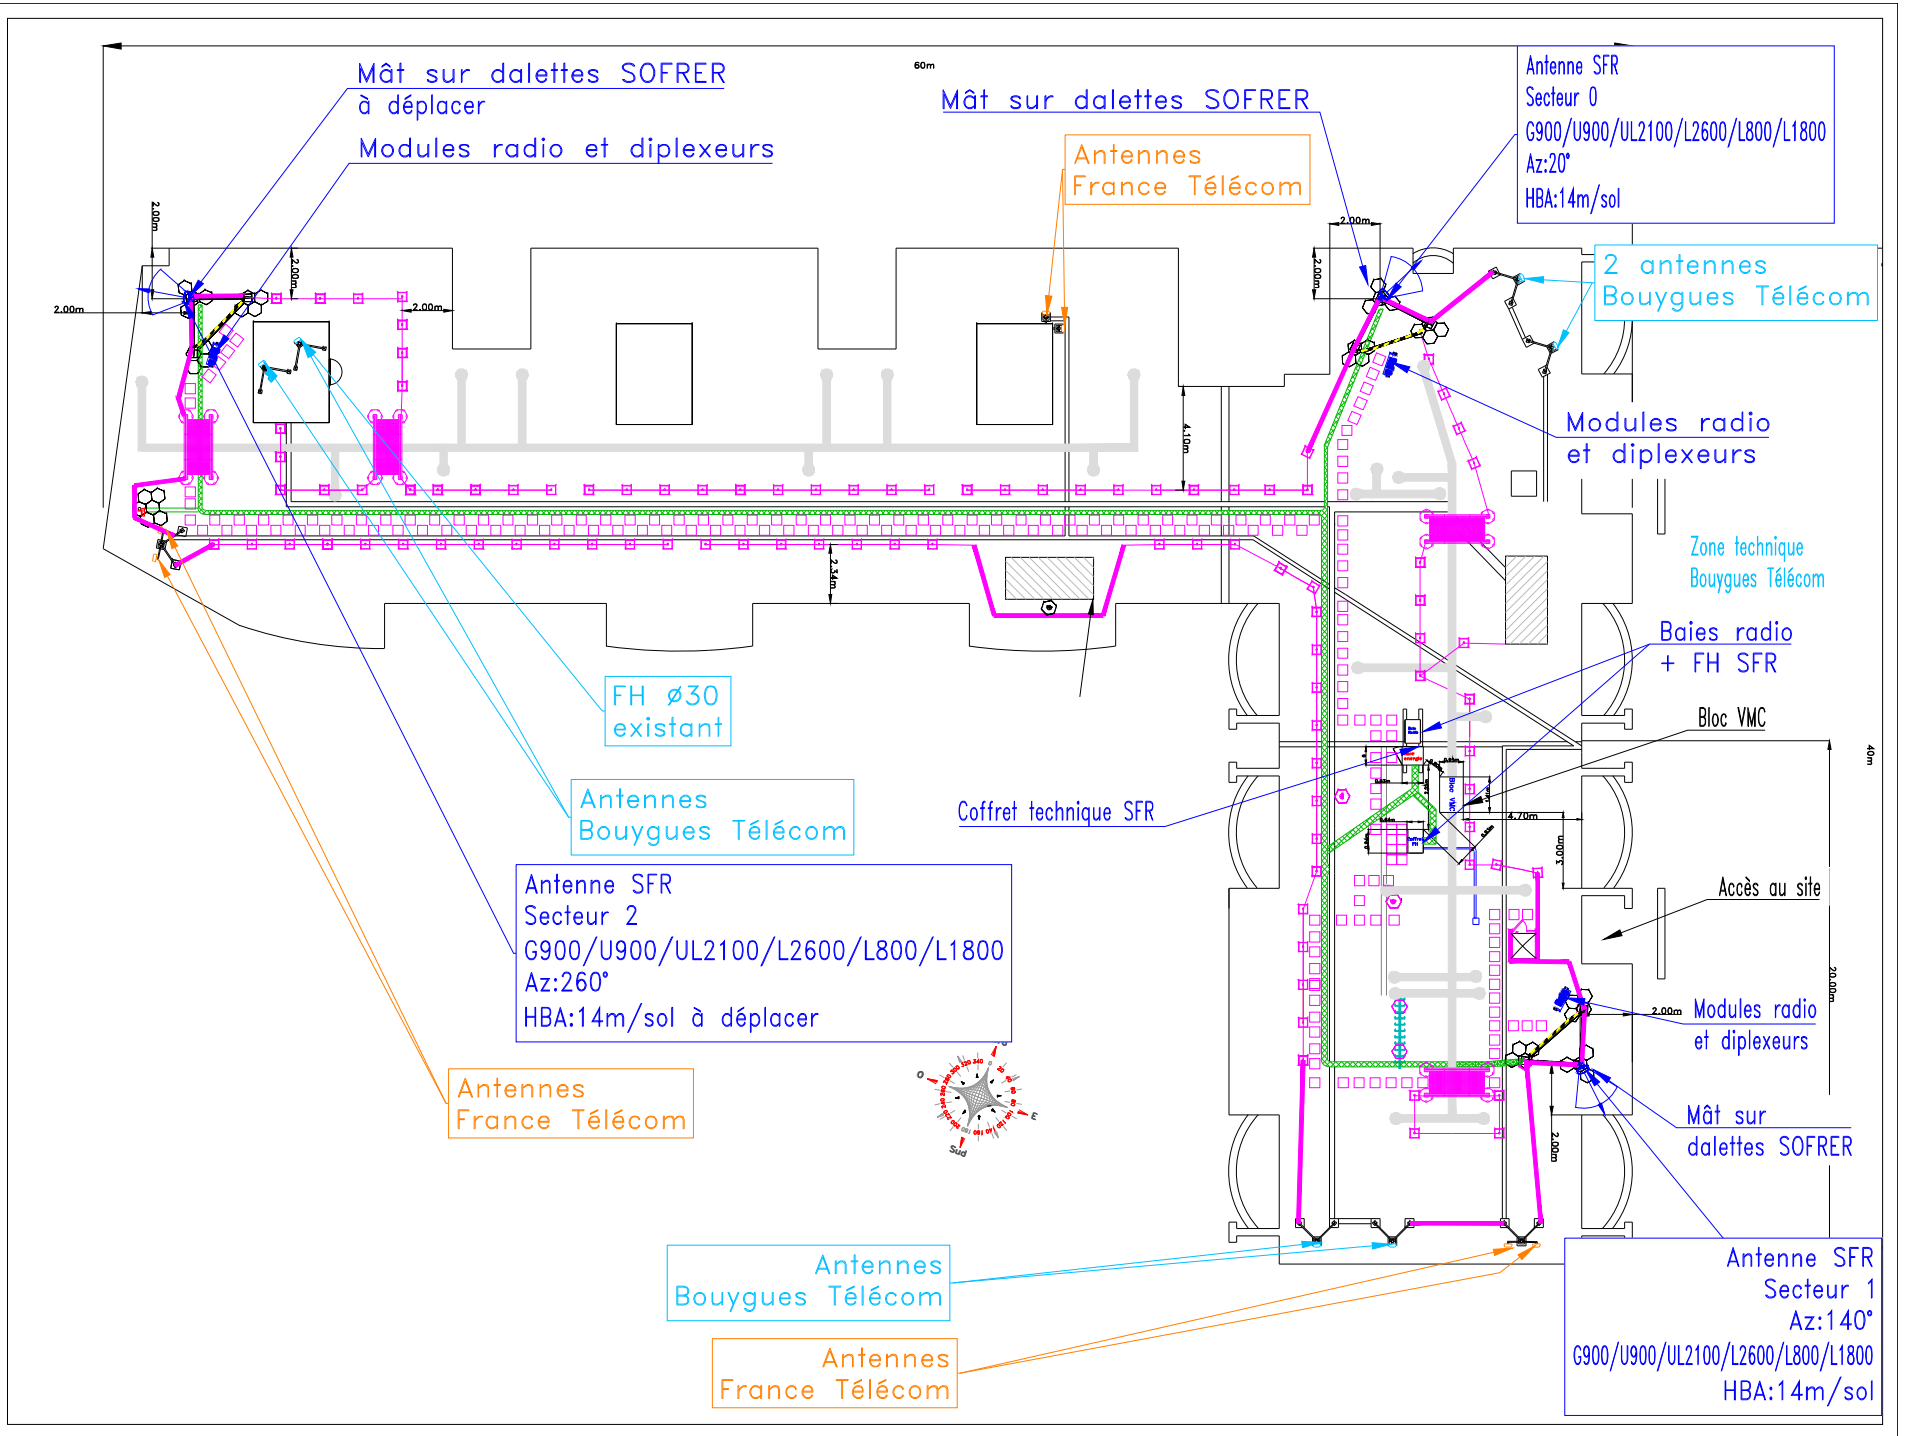 60m
Mât sur dalettes SOFRER
à déplacer
Modules radio et diplexeurs
Mât sur dalettes SOFRER
Antennes
France Télécom
Antenne SFR
Secteur 0
G900/U900/UL2100/L2600/L800/L1800
Az:20°
HBA:14m/sol
2 antennes
Bouygues Télécom
2.00m
2.00m
2.00m
2.00m
2.00m
2.00m
4.10m
2.34m
Modules radio
et diplexeurs
Zone technique
Bouygues Télécom
Baies radio
+ FH SFR
Bloc VMC
40m
FH ø30
existant
Antennes
Bouygues Télécom
Coffret technique SFR
Bloc VMC
4.70m
3.00m
Accès au site
20.00m
Antenne SFR
Secteur 2
G900/U900/UL2100/L2600/L800/L1800
Az:260°
HBA:14m/sol à déplacer
2.00m
Modules radio
et diplexeurs
Antennes
France Télécom
O
E
Sud
2.00m
Mât sur
dalettes SOFRER
Antennes
Bouygues Télécom
Antennes
France Télécom
Antenne SFR
Secteur 1
Az:140°
G900/U900/UL2100/L2600/L800/L1800
HBA:14m/sol